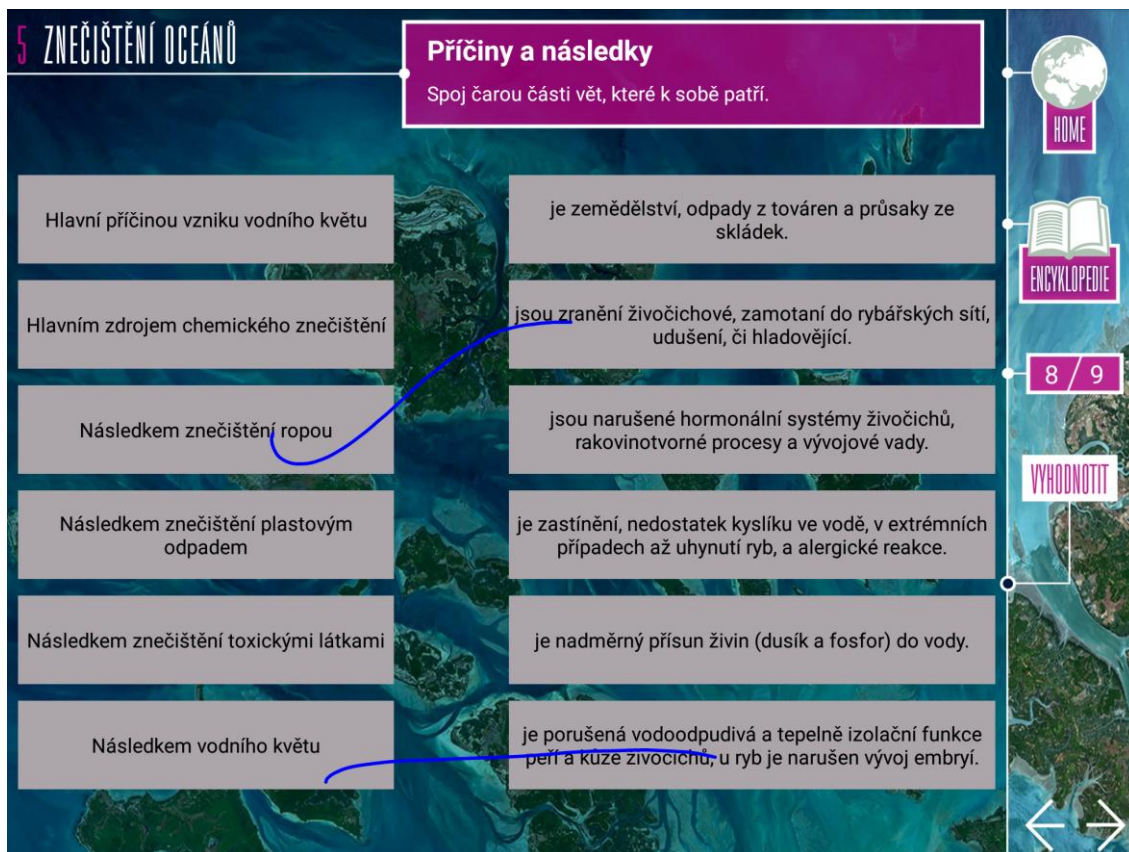 5 ZNEČIŠTĚNÍ OCEÁNŮ
Příčiny a následky
Spoj čarou části vět, které k sobě patří.
HOME
Hlavní příčinou vzniku vodního květu
je zemědělství, odpady z továren a průsaky ze
skládek.
ENCYKLOPEDIE
Hlavním zdrojem chemického znečištění
jsou zranění živočichové, zamotaní do rybářských sítí,
udušení, či hladovějící.
8 / 9
Následkem znečištění ropou
jsou narušené hormonální systémy živočichů,
rakovinotvorné procesy a vývojové vady.
VYHODNOTIT
Následkem znečištění plastovým
odpadem
je zastínění, nedostatek kyslíku ve vodě, v extrémních
případech až uhynutí ryb, a alergické reakce.
Následkem znečištění toxickými látkami
je nadměrný přísun živin (dusík a fosfor) do vody.
Následkem vodního květu
je porušená vodoodpudivá a tepelně izolační funkce
peří a kůže živočichů, u ryb je narušen vývoj embryí.